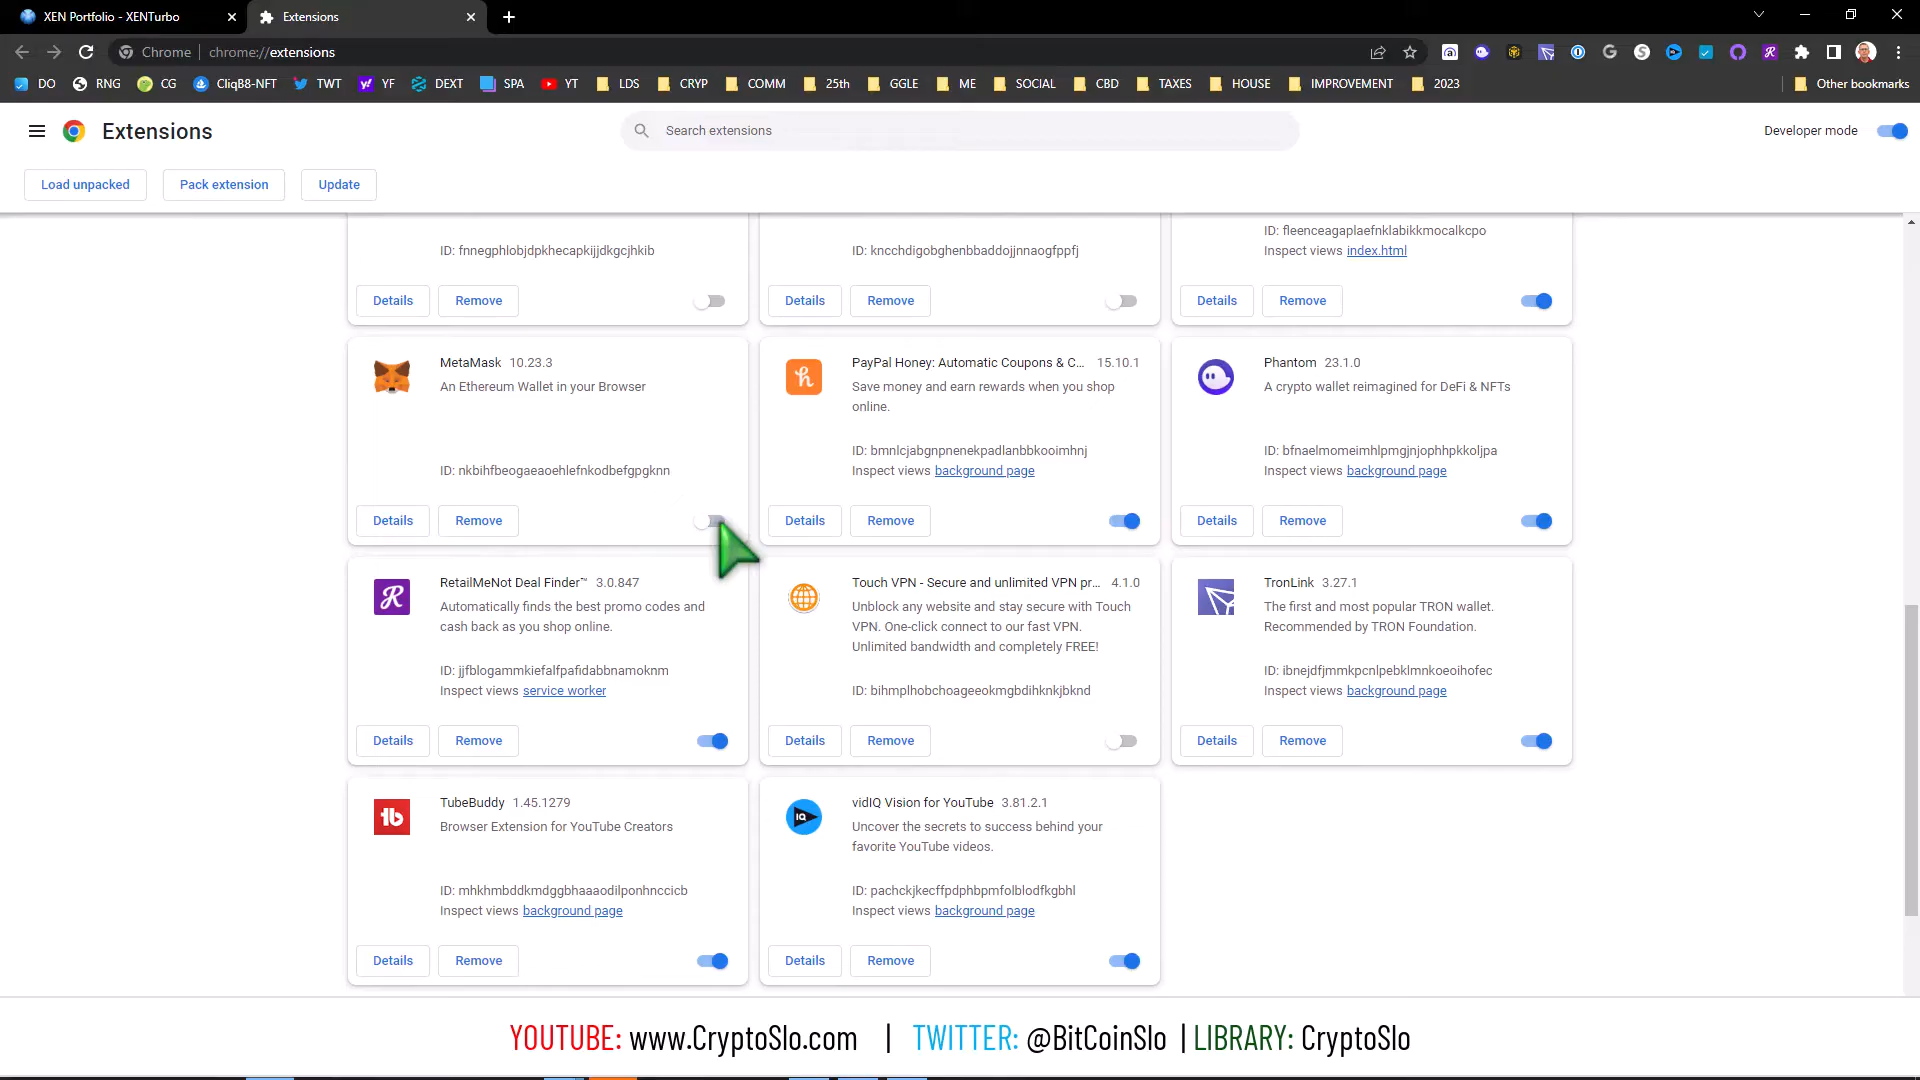 XEN Portfolio - XENTurbo
Extensions
Chrome | chrome://extensions
DO RNG CG CliqB8-NFT TWT YF DEXT SPA YT LDS CRYP COMM 25th GGLE ME SOCIAL CBD TAXES HOUSE IMPROVEMENT 2023 Other bookmarks
Extensions
Search extensions
Developer mode
Load unpacked
Pack extension
Update
ID: fnnegphlobjdpkhecapkijjdkgcjhkib
Details
Remove
ID: kncchdigobghenbbaddojjnnaogfppfj
Details
Remove
ID: fleenceagaplaefnklabikkmocalkcpo
Inspect views index.html
Details
Remove
MetaMask 10.23.3
An Ethereum Wallet in your Browser
ID: nkbihfbeogaeaoehlefnkodbefgpgknn
Details
Remove
PayPal Honey: Automatic Coupons & C... 15.10.1
Save money and earn rewards when you shop
online.
ID: bmnlcjabgnpnenekpadlanbbkooimhnj
Inspect views background page
Details
Remove
Phantom 23.1.0
A crypto wallet reimagined for DeFi & NFTs
ID: bfnaelmomeimhlpmgjnjophhpkkoljpa
Inspect views background page
Details
Remove
RetailMeNot Deal Finder™ 3.0.847
Automatically finds the best promo codes and
cash back as you shop online.
ID: jjfblogammkiefalfpafidabbnamoknm
Inspect views service worker
Details
Remove
Touch VPN - Secure and unlimited VPN pr... 4.1.0
Unblock any website and stay secure with Touch
VPN. One-click connect to our fast VPN.
Unlimited bandwidth and completely FREE!
ID: bihmplhobchoageeokmgbdihknkjbknd
Details
Remove
TronLink 3.27.1
The first and most popular TRON wallet.
Recommended by TRON Foundation.
ID: ibnejdfjmmkpcnlpebklmnkoeoihofec
Inspect views background page
Details
Remove
TubeBuddy 1.45.1279
Browser Extension for YouTube Creators
ID: mhkhmbddkmdggbhaaaodilponhnccicb
Inspect views background page
Details
Remove
vidIQ Vision for YouTube 3.81.2.1
Uncover the secrets to success behind your
favorite YouTube videos.
ID: pachckjkecffpdphbpmfolblodfkgbhl
Inspect views background page
Details
Remove
YOUTUBE: www.CryptoSlo.com | TWITTER: @BitCoinSlo | LIBRARY: CryptoSlo